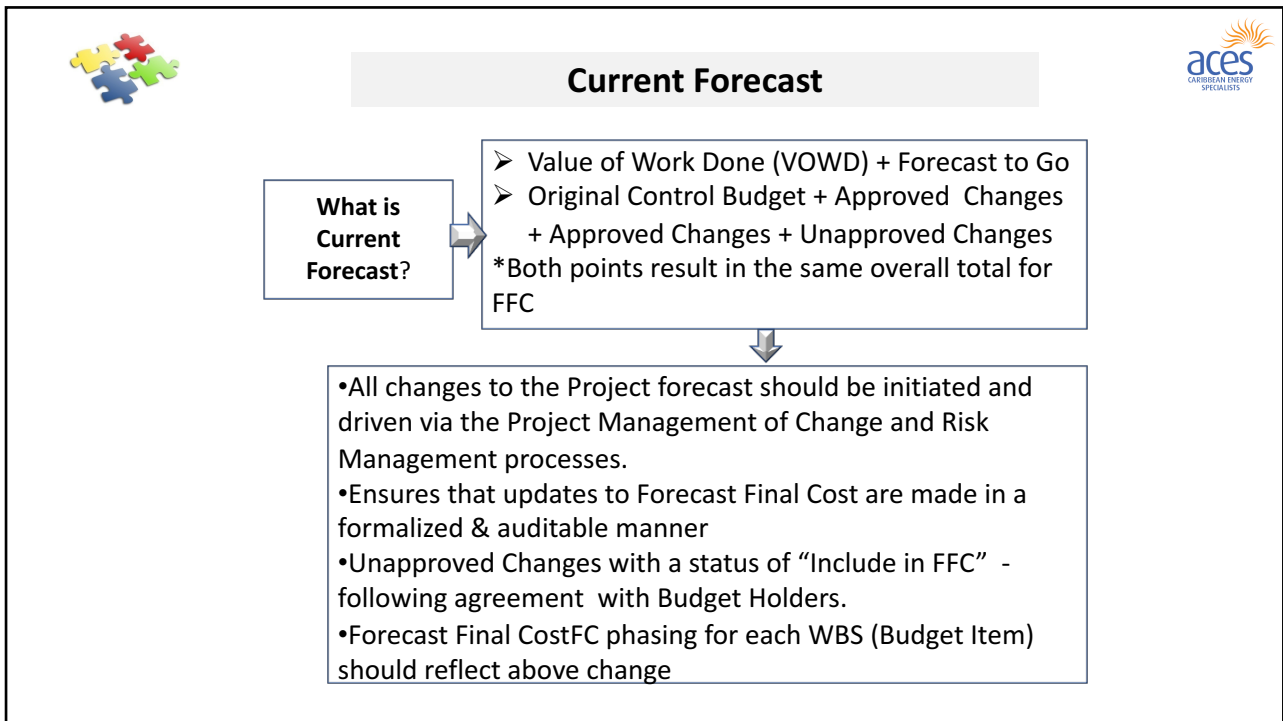 Current Forecast
aces
CARIBBEAN ENERGY
SPECIALISTS
What is
Current
Forecast?
➢ Value of Work Done (VOWD) + Forecast to Go
➢ Original Control Budget + Approved  Changes
+ Approved Changes + Unapproved Changes
*Both points result in the same overall total for
FFC
•All changes to the Project forecast should be initiated and
driven via the Project Management of Change and Risk
Management processes.
•Ensures that updates to Forecast Final Cost are made in a
formalized & auditable manner
•Unapproved Changes with a status of “Include in FFC”  -
following agreement  with Budget Holders.
•Forecast Final CostFC phasing for each WBS (Budget Item)
should reflect above change